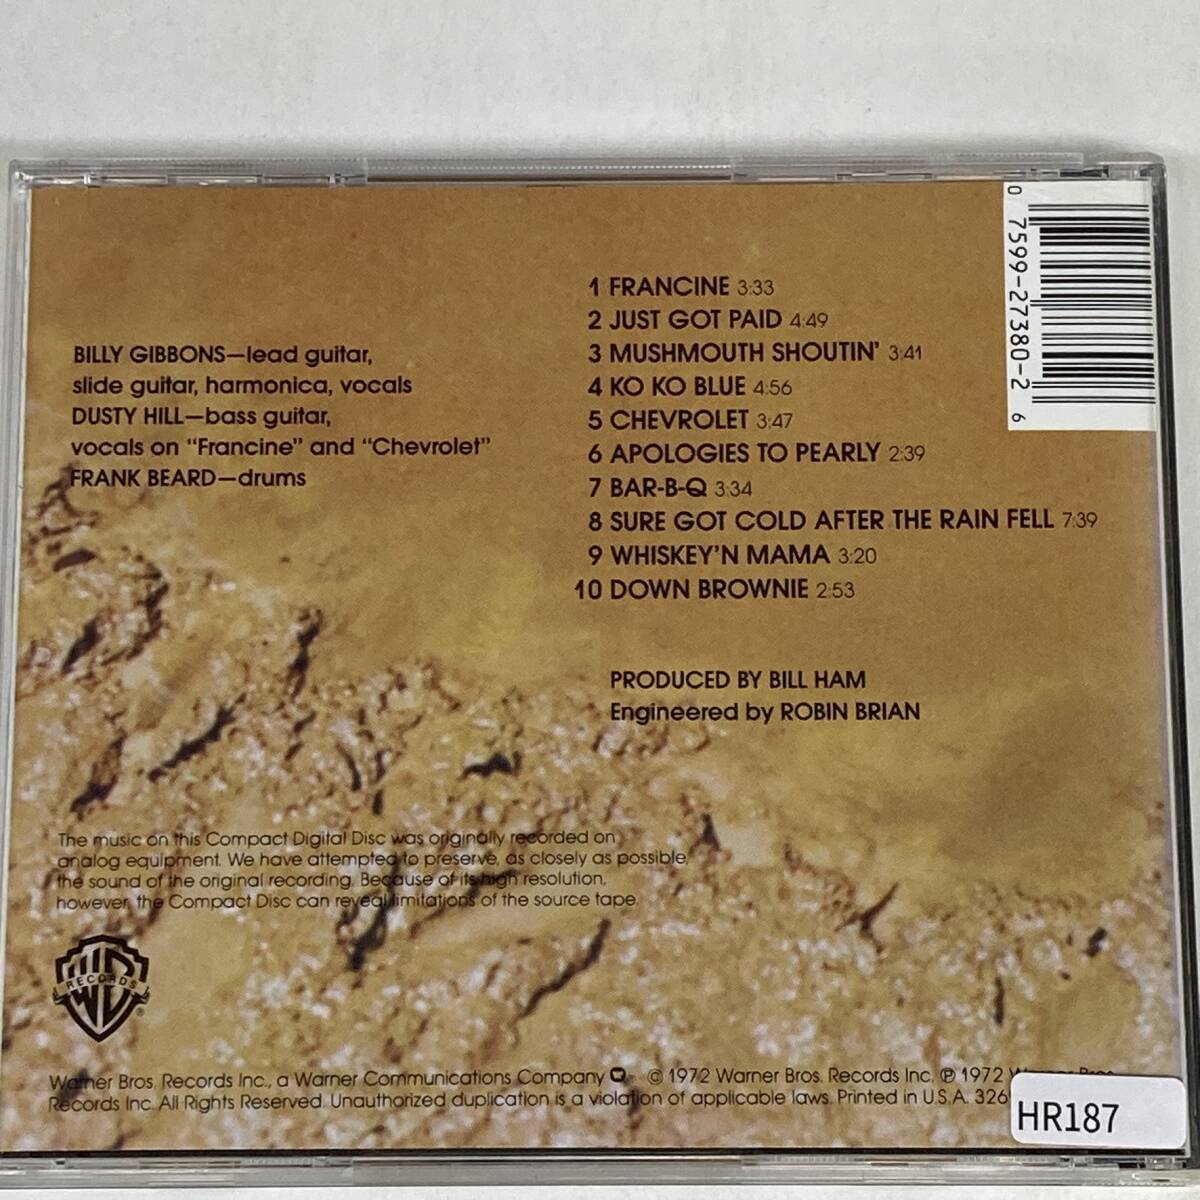 BILLY GIBBONS—lead guitar,
slide guitar, harmonica, vocals
DUSTY HILL—bass guitar,
vocals on "Francine" and "Chevrolet"
FRANK BEARD—drums
1 FRANCINE 3:33
2 JUST GOT PAID 4:49
3 MUSHMOUTH SHOUTIN' 3:41
4 KO KO BLUE 4:56
5 CHEVROLET 3:47
6 APOLOGIES TO PEARLY 2:39
7 BAR-B-Q 3:34
8 SURE GOT COLD AFTER THE RAIN FELL 7:39
9 WHISKEY'N MAMA 3:20
10 DOWN BROWNIE 2:53
PRODUCED BY BILL HAM
Engineered by ROBIN BRIAN
0 7599-27380-2 6
The music on this Compact Digital Disc was originally recorded on
analog equipment. We have attempted to preserve, as closely as possible,
the sound of the original recording. Because of its high resolution,
however, the Compact Disc can reveal limitations of the source tape.
WB
RECORDS
®
Warner Bros. Records Inc., a Warner Communications Company © 1972 Warner Bros. Records Inc. ℗ 1972 Warner Bros.
Records Inc. All Rights Reserved. Unauthorized duplication is a violation of applicable laws. Printed in U.S.A.
HR187